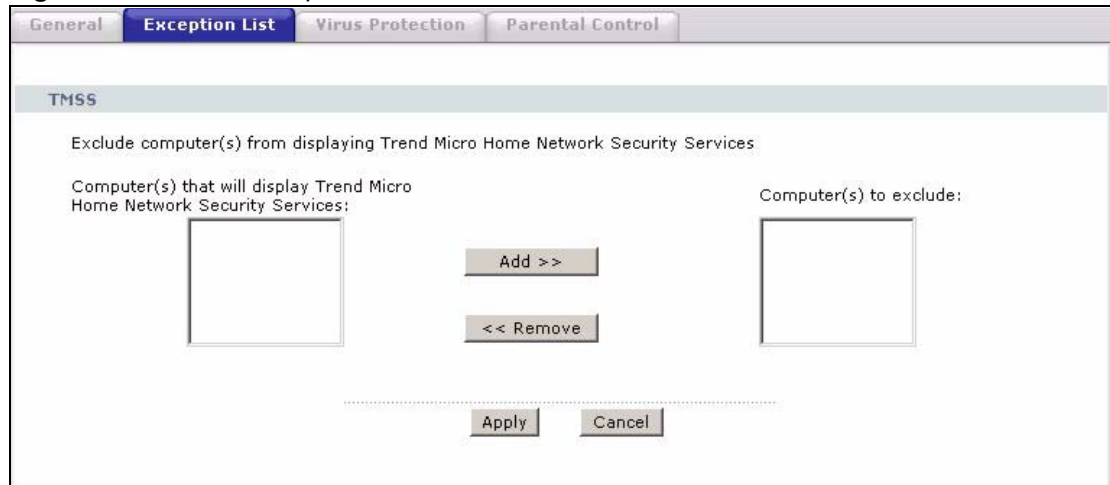 General Exception List Virus Protection Parental Control
TMSS
Exclude computer(s) from displaying Trend Micro Home Network Security Services
Computer(s) that will display Trend Micro
Home Network Security Services:
Computer(s) to exclude:
Add >>
<< Remove
Apply Cancel